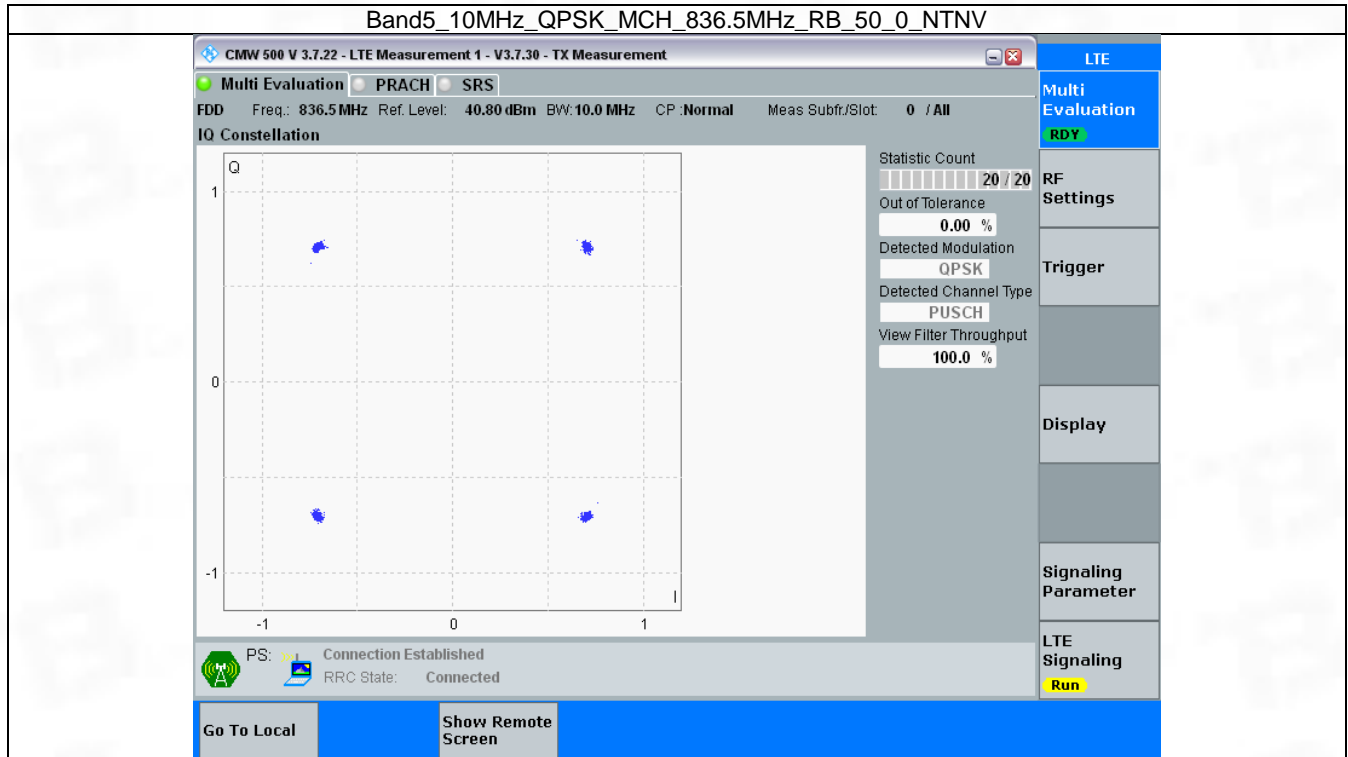 Band5_10MHz_QPSK_MCH_836.5MHz_RB_50_0_NTNV
CMW 500 V 3.7.22 - LTE Measurement 1 - V3.7.30 - TX Measurement
LTE
Multi Evaluation PRACH SRS
Multi
Evaluation
RDY
FDD Freq.: 836.5 MHz Ref. Level: 40.80 dBm BW: 10.0 MHz CP :Normal Meas Subfr./Slot: 0 / All
IQ Constellation
Q
1
0
-1
-1 0 1
I
Statistic Count
20 / 20
Out of Tolerance
0.00 %
Detected Modulation
QPSK
Detected Channel Type
PUSCH
View Filter Throughput
100.0 %
RF
Settings
Trigger
Display
Signaling
Parameter
LTE
Signaling
Run
PS: Connection Established
RRC State: Connected
Go To Local
Show Remote
Screen